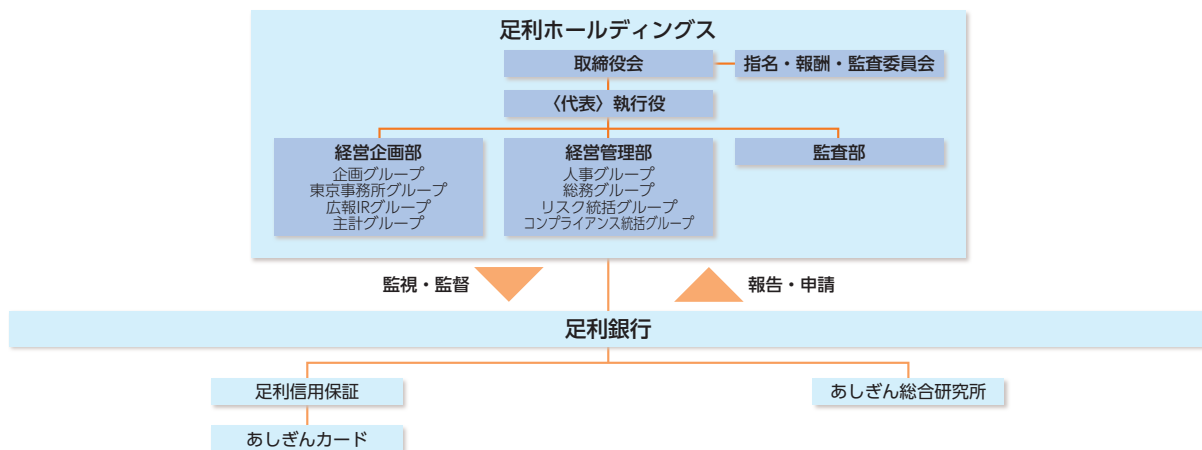 足利ホールディングス
取締役会
指名・報酬・監査委員会
〈代表〉執行役
経営企画部
企画グループ
東京事務所グループ
広報IRグループ
主計グループ
経営管理部
人事グループ
総務グループ
リスク統括グループ
コンプライアンス統括グループ
監査部
監視・監督
報告・申請
足利銀行
足利信用保証
あしぎん総合研究所
あしぎんカード